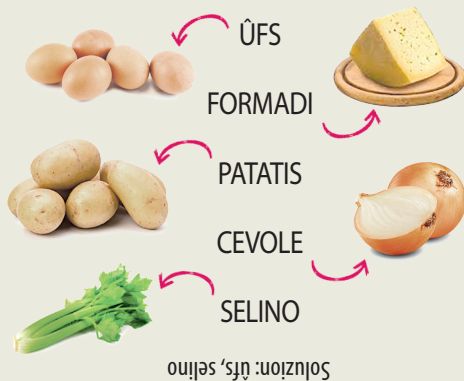 ÛFS
FORMADI
PATATIS
CEVOLE
SELINO
Soluzion: ûfs, selino